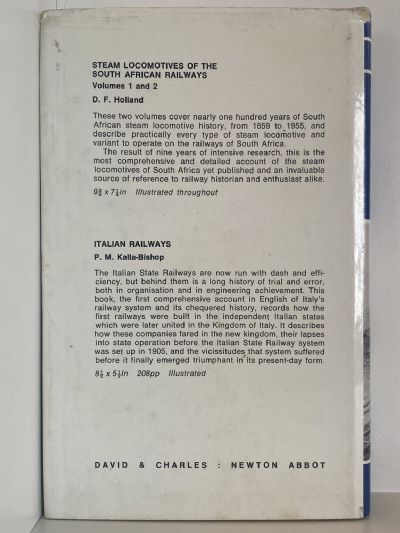 STEAM LOCOMOTIVES OF THE
SOUTH AFRICAN RAILWAYS
Volumes 1 and 2
D. F. Holland
These two volumes cover nearly one hundred years of South
African steam locomotive history, from 1859 to 1955, and
describe practically every type of steam locomotive and
variant to operate on the railways of South Africa.
The result of nine years of intensive research, this is the
most comprehensive and detailed account of the steam
locomotives of South Africa yet published and an invaluable
source of reference to railway historian and enthusiast alike.
9¾ x 7¼in Illustrated throughout
ITALIAN RAILWAYS
P. M. Kalla-Bishop
The Italian State Railways are now run with dash and effi-
ciency, but behind them is a long history of trial and error,
both in organisation and in engineering achievement. This
book, the first comprehensive account in English of Italy's
railway system and its chequered history, records how the
first railways were built in the independent Italian states
which were later united in the Kingdom of Italy. It describes
how these companies fared in the new kingdom, their lapses
into state operation before the Italian State Railway system
was set up in 1905, and the vicissitudes that system suffered
before it finally emerged triumphant in its present-day form.
8½ x 5½in 208pp Illustrated
DAVID & CHARLES : NEWTON ABBOT